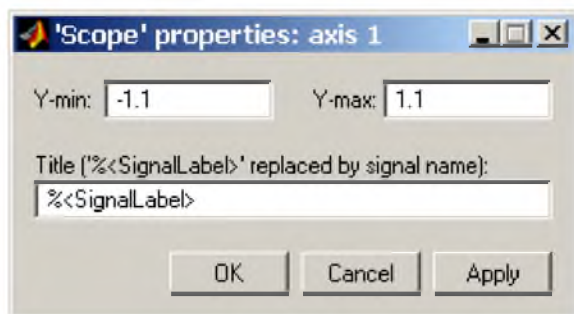 'Scope' properties: axis 1
Y-min: -1.1 Y-max: 1.1
Title ('%<SignalLabel>' replaced by signal name):
%<SignalLabel>
OK Cancel Apply